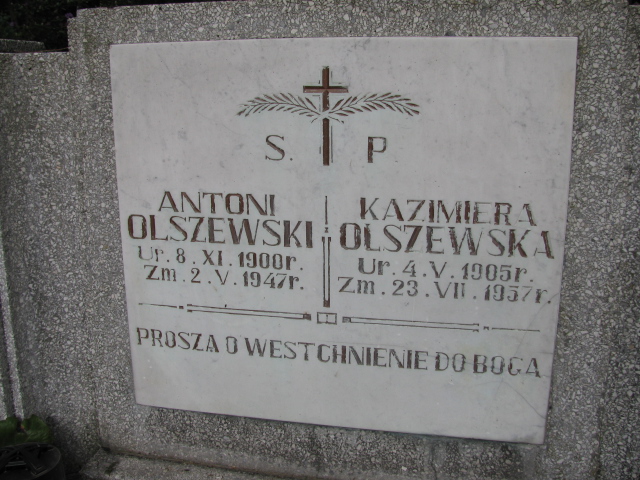 S. P
ANTONI
OLSZEWSKI
Ur. 8. XI. 1900r.
Zm. 2. V. 1947r.
KAZIMIERA
OLSZEWSKA
Ur. 4. V. 1905r.
Zm. 23. VII. 1957r.
PROSZA O WESTCHNIENIE DO BOGA